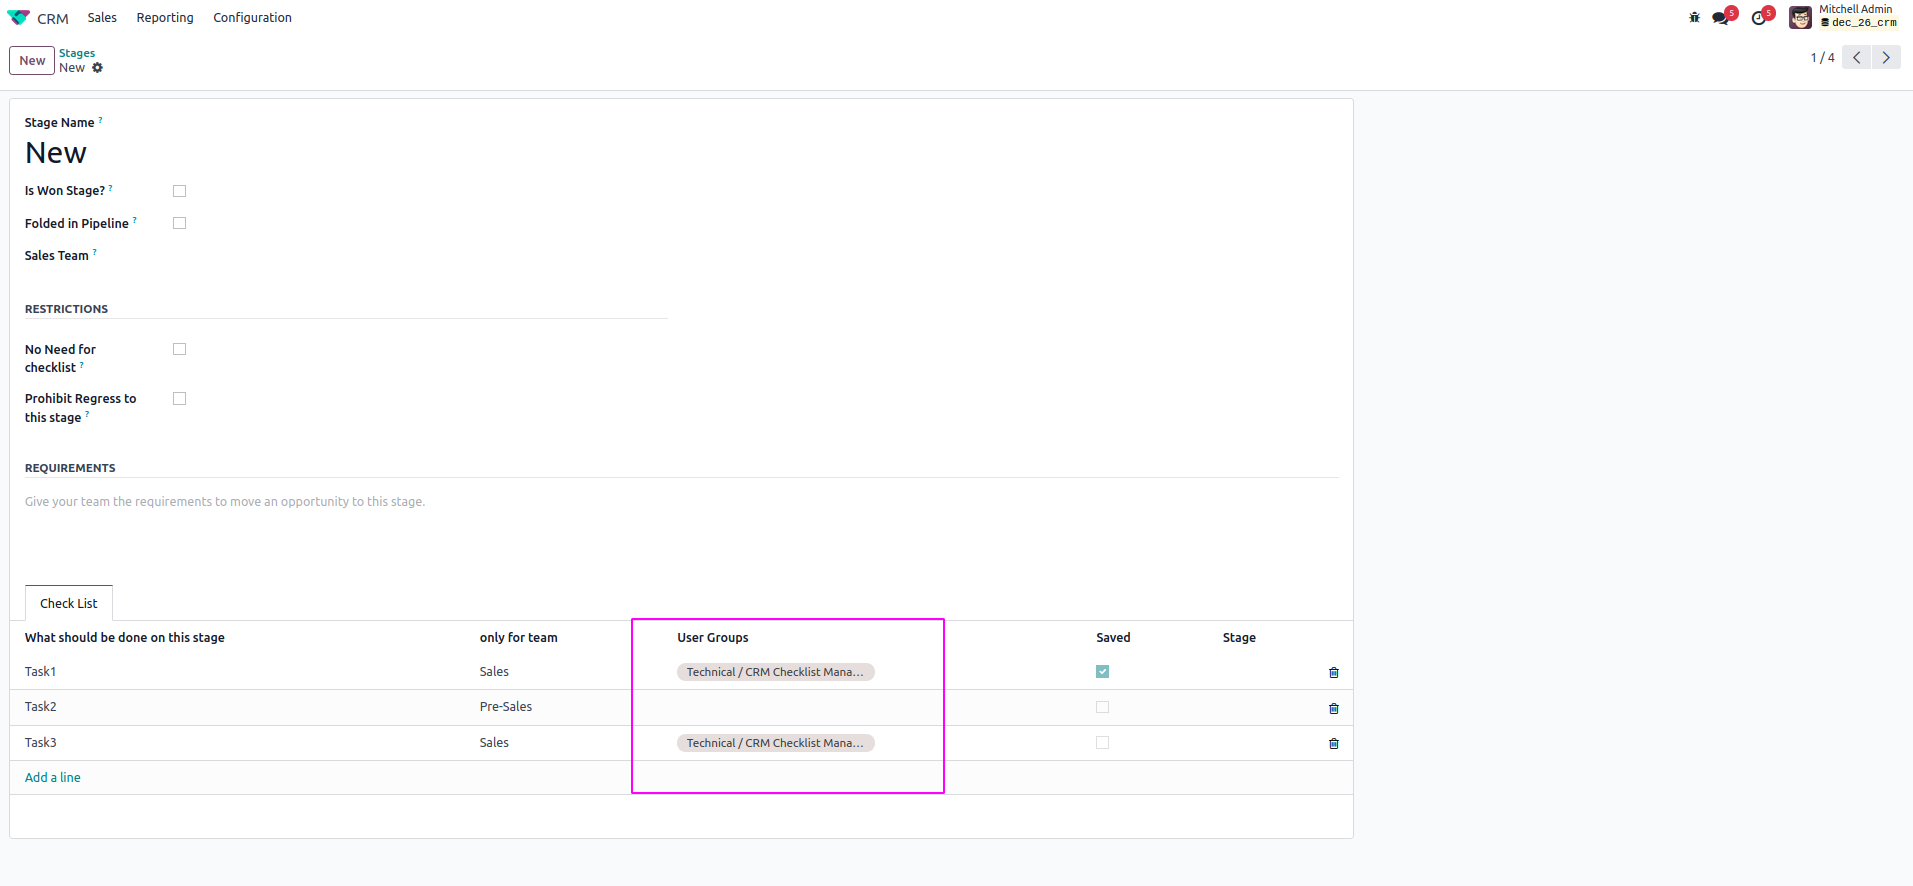 CRM Sales Reporting Configuration 5 5 Mitchell Admin
dec_26_crm
New Stages
New 1 / 4
Stage Name ?
New
Is Won Stage? ?
Folded in Pipeline ?
Sales Team ?
RESTRICTIONS
No Need for
checklist ?
Prohibit Regress to
this stage ?
REQUIREMENTS
Give your team the requirements to move an opportunity to this stage.
Check List
What should be done on this stage only for team User Groups Saved Stage
Task1 Sales Technical / CRM Checklist Mana...
Task2 Pre-Sales
Task3 Sales Technical / CRM Checklist Mana...
Add a line